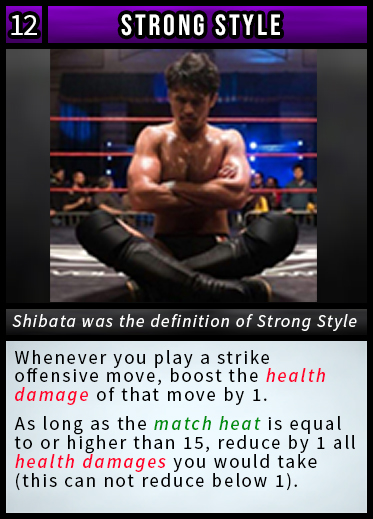 12 STRONG STYLE
Shibata was the definition of Strong Style
Whenever you play a strike
offensive move, boost the health
damage of that move by 1.
As long as the match heat is equal
to or higher than 15, reduce by 1 all
health damages you would take
(this can not reduce below 1).